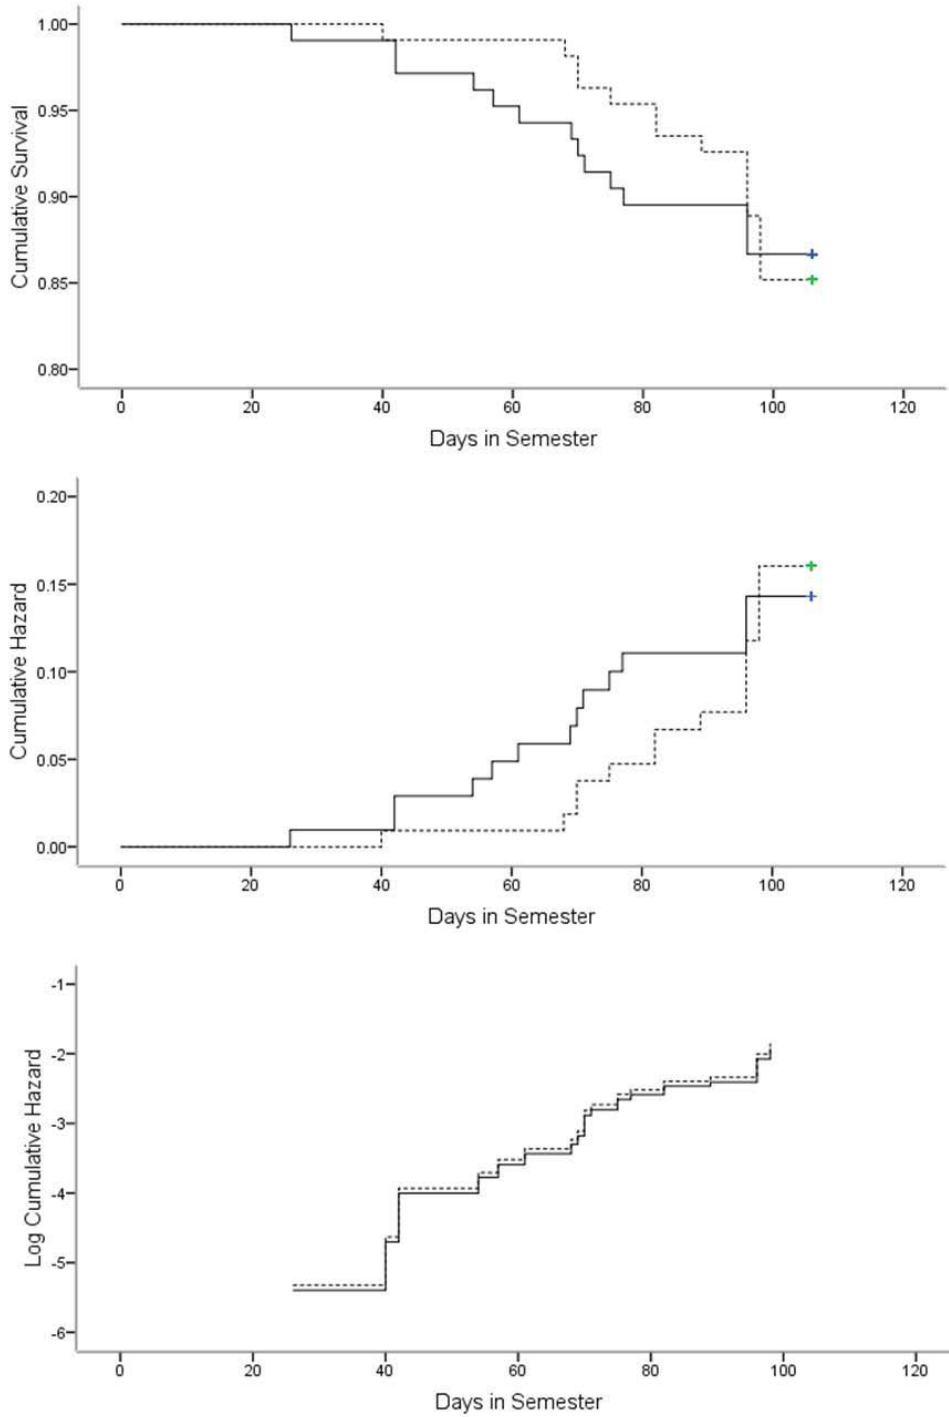 Cumulative Survival
1.00
0.95
0.90
0.85
0.80
0 20 40 60 80 100 120
Days in Semester
Cumulative Hazard
0.20
0.15
0.10
0.05
0.00
0 20 40 60 80 100 120
Days in Semester
Log Cumulative Hazard
-1
-2
-3
-4
-5
-6
0 20 40 60 80 100 120
Days in Semester